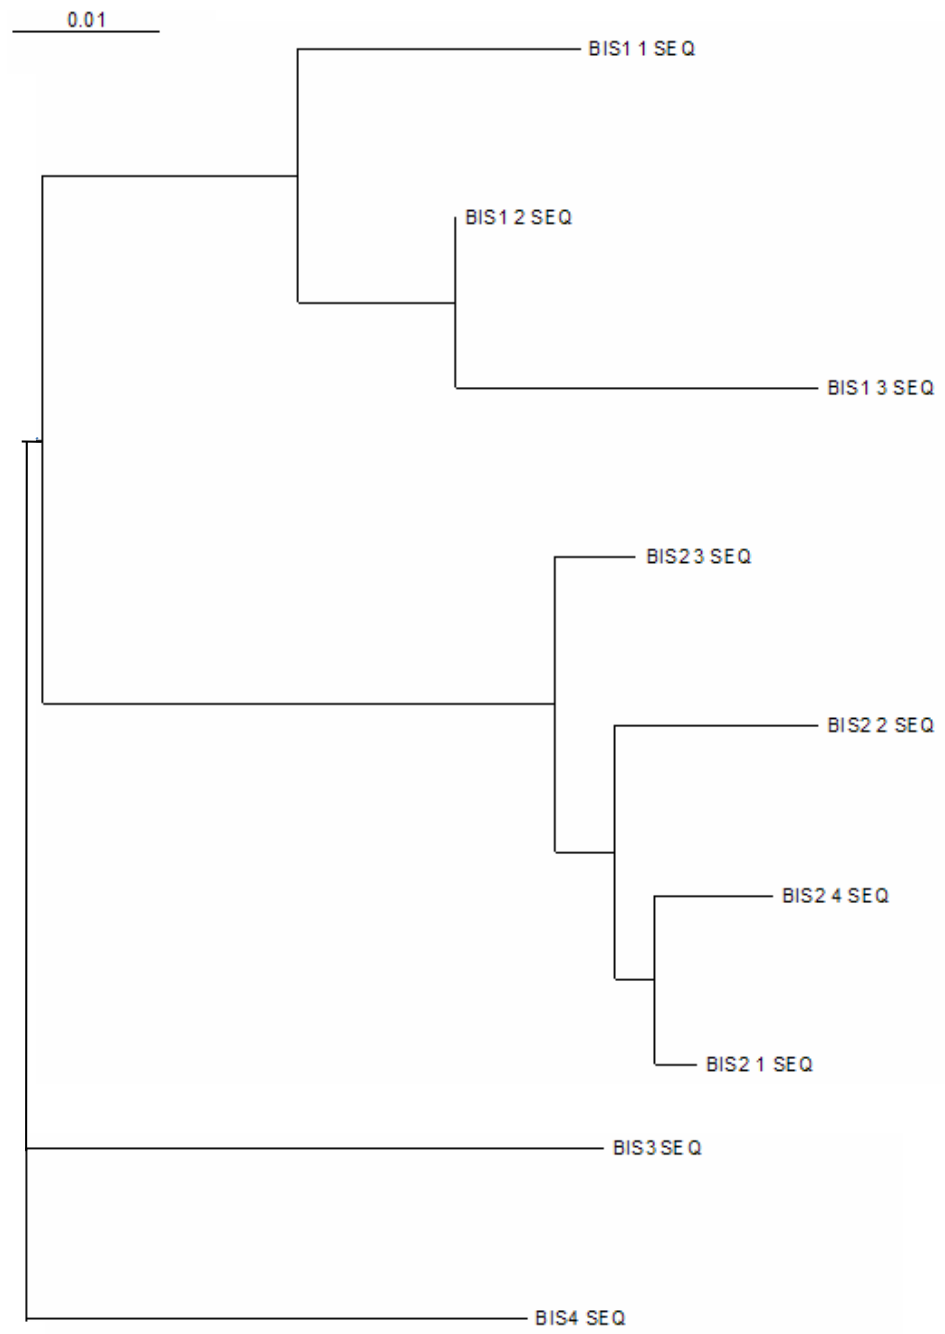 0.01
BIS1 1 SEQ
BIS1 2 SEQ
BIS1 3 SEQ
BIS2 3 SEQ
BIS2 2 SEQ
BIS2 4 SEQ
BIS2 1 SEQ
BIS3 SEQ
BIS4 SEQ